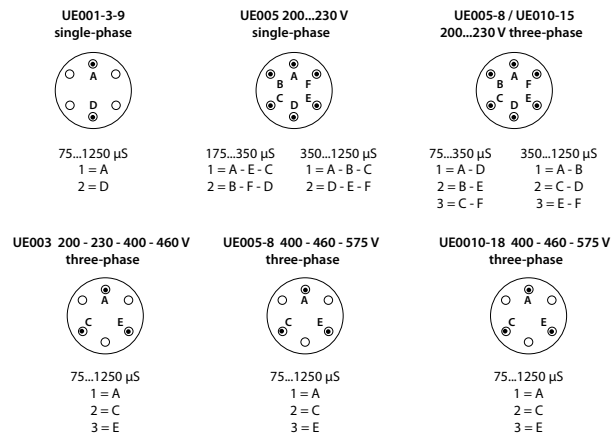 UE001-3-9
single-phase
A
D
75...1250 µS
1 = A
2 = D
UE005 200...230 V
single-phase
A
B F
C E
D
175...350 µS 350...1250 µS
1 = A - E - C 1 = A - B - C
2 = B - F - D 2 = D - E - F
UE005-8 / UE010-15
200...230 V three-phase
A
B F
C E
D
75...350 µS 350...1250 µS
1 = A - D 1 = A - B
2 = B - E 2 = C - D
3 = C - F 3 = E - F
UE003 200 - 230 - 400 - 460 V
three-phase
A
C E
75...1250 µS
1 = A
2 = C
3 = E
UE005-8 400 - 460 - 575 V
three-phase
A
C E
75...1250 µS
1 = A
2 = C
3 = E
UE0010-18 400 - 460 - 575 V
three-phase
A
C E
75...1250 µS
1 = A
2 = C
3 = E